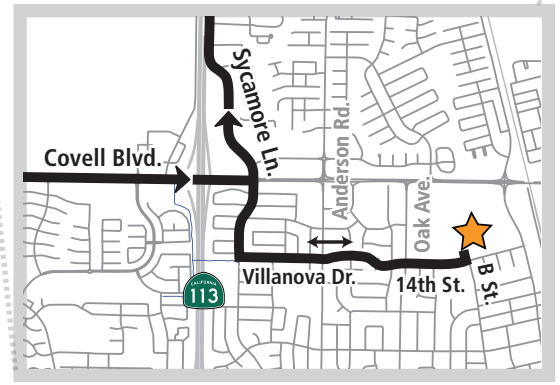 Sycamore Ln.
Anderson Rd.
Covell Blvd.
Oak Ave.
Villanova Dr.
14th St.
B St.
CALIFORNIA
113